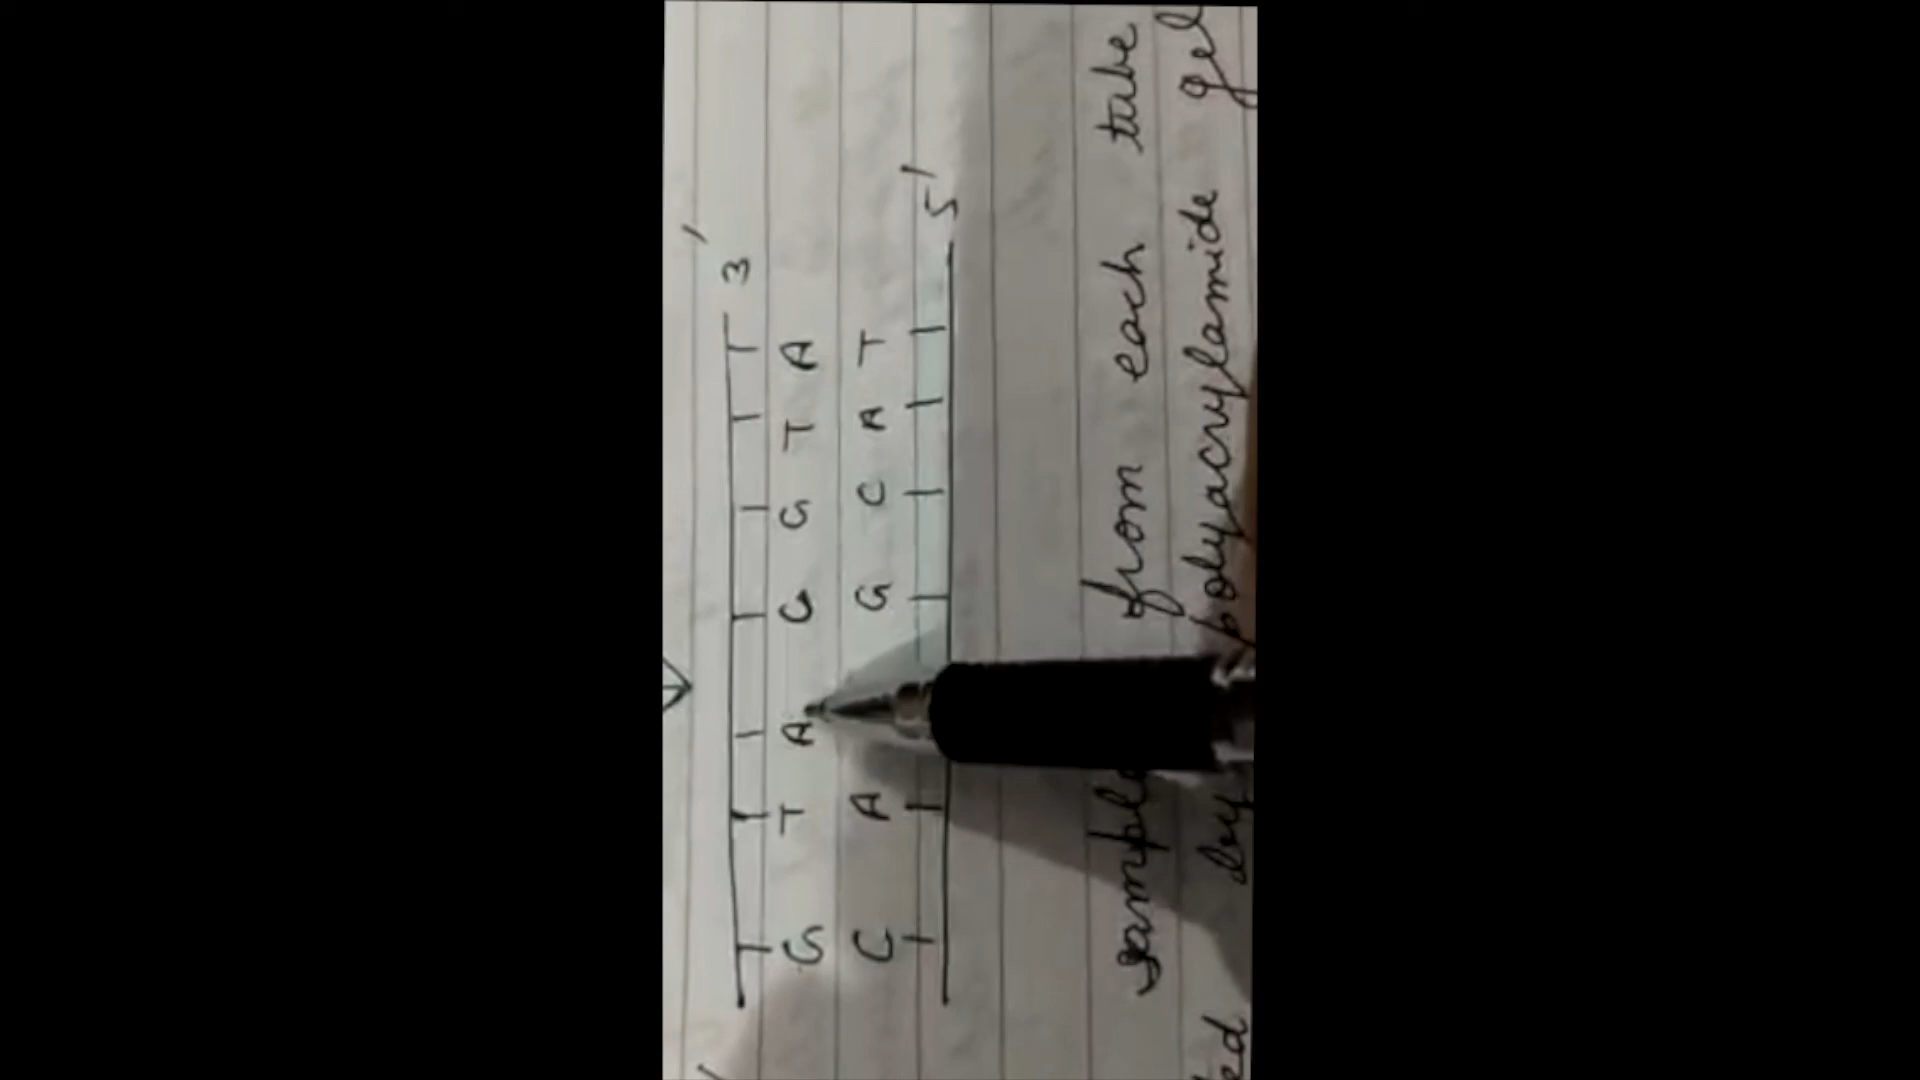 G T A C G T A 3'
C A G C A T 5'
sample from each tube
by polyacrylamide gel